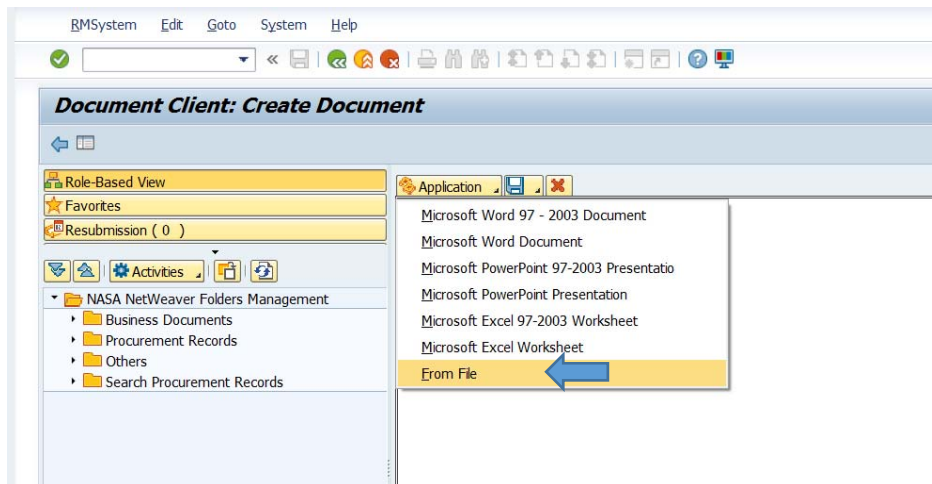 RMSystem Edit Goto System Help
Document Client: Create Document
Role-Based View
Favorites
Resubmission ( 0 )
Activities
NASA NetWeaver Folders Management
Business Documents
Procurement Records
Others
Search Procurement Records
Application
Microsoft Word 97 - 2003 Document
Microsoft Word Document
Microsoft PowerPoint 97-2003 Presentatio
Microsoft PowerPoint Presentation
Microsoft Excel 97-2003 Worksheet
Microsoft Excel Worksheet
From File